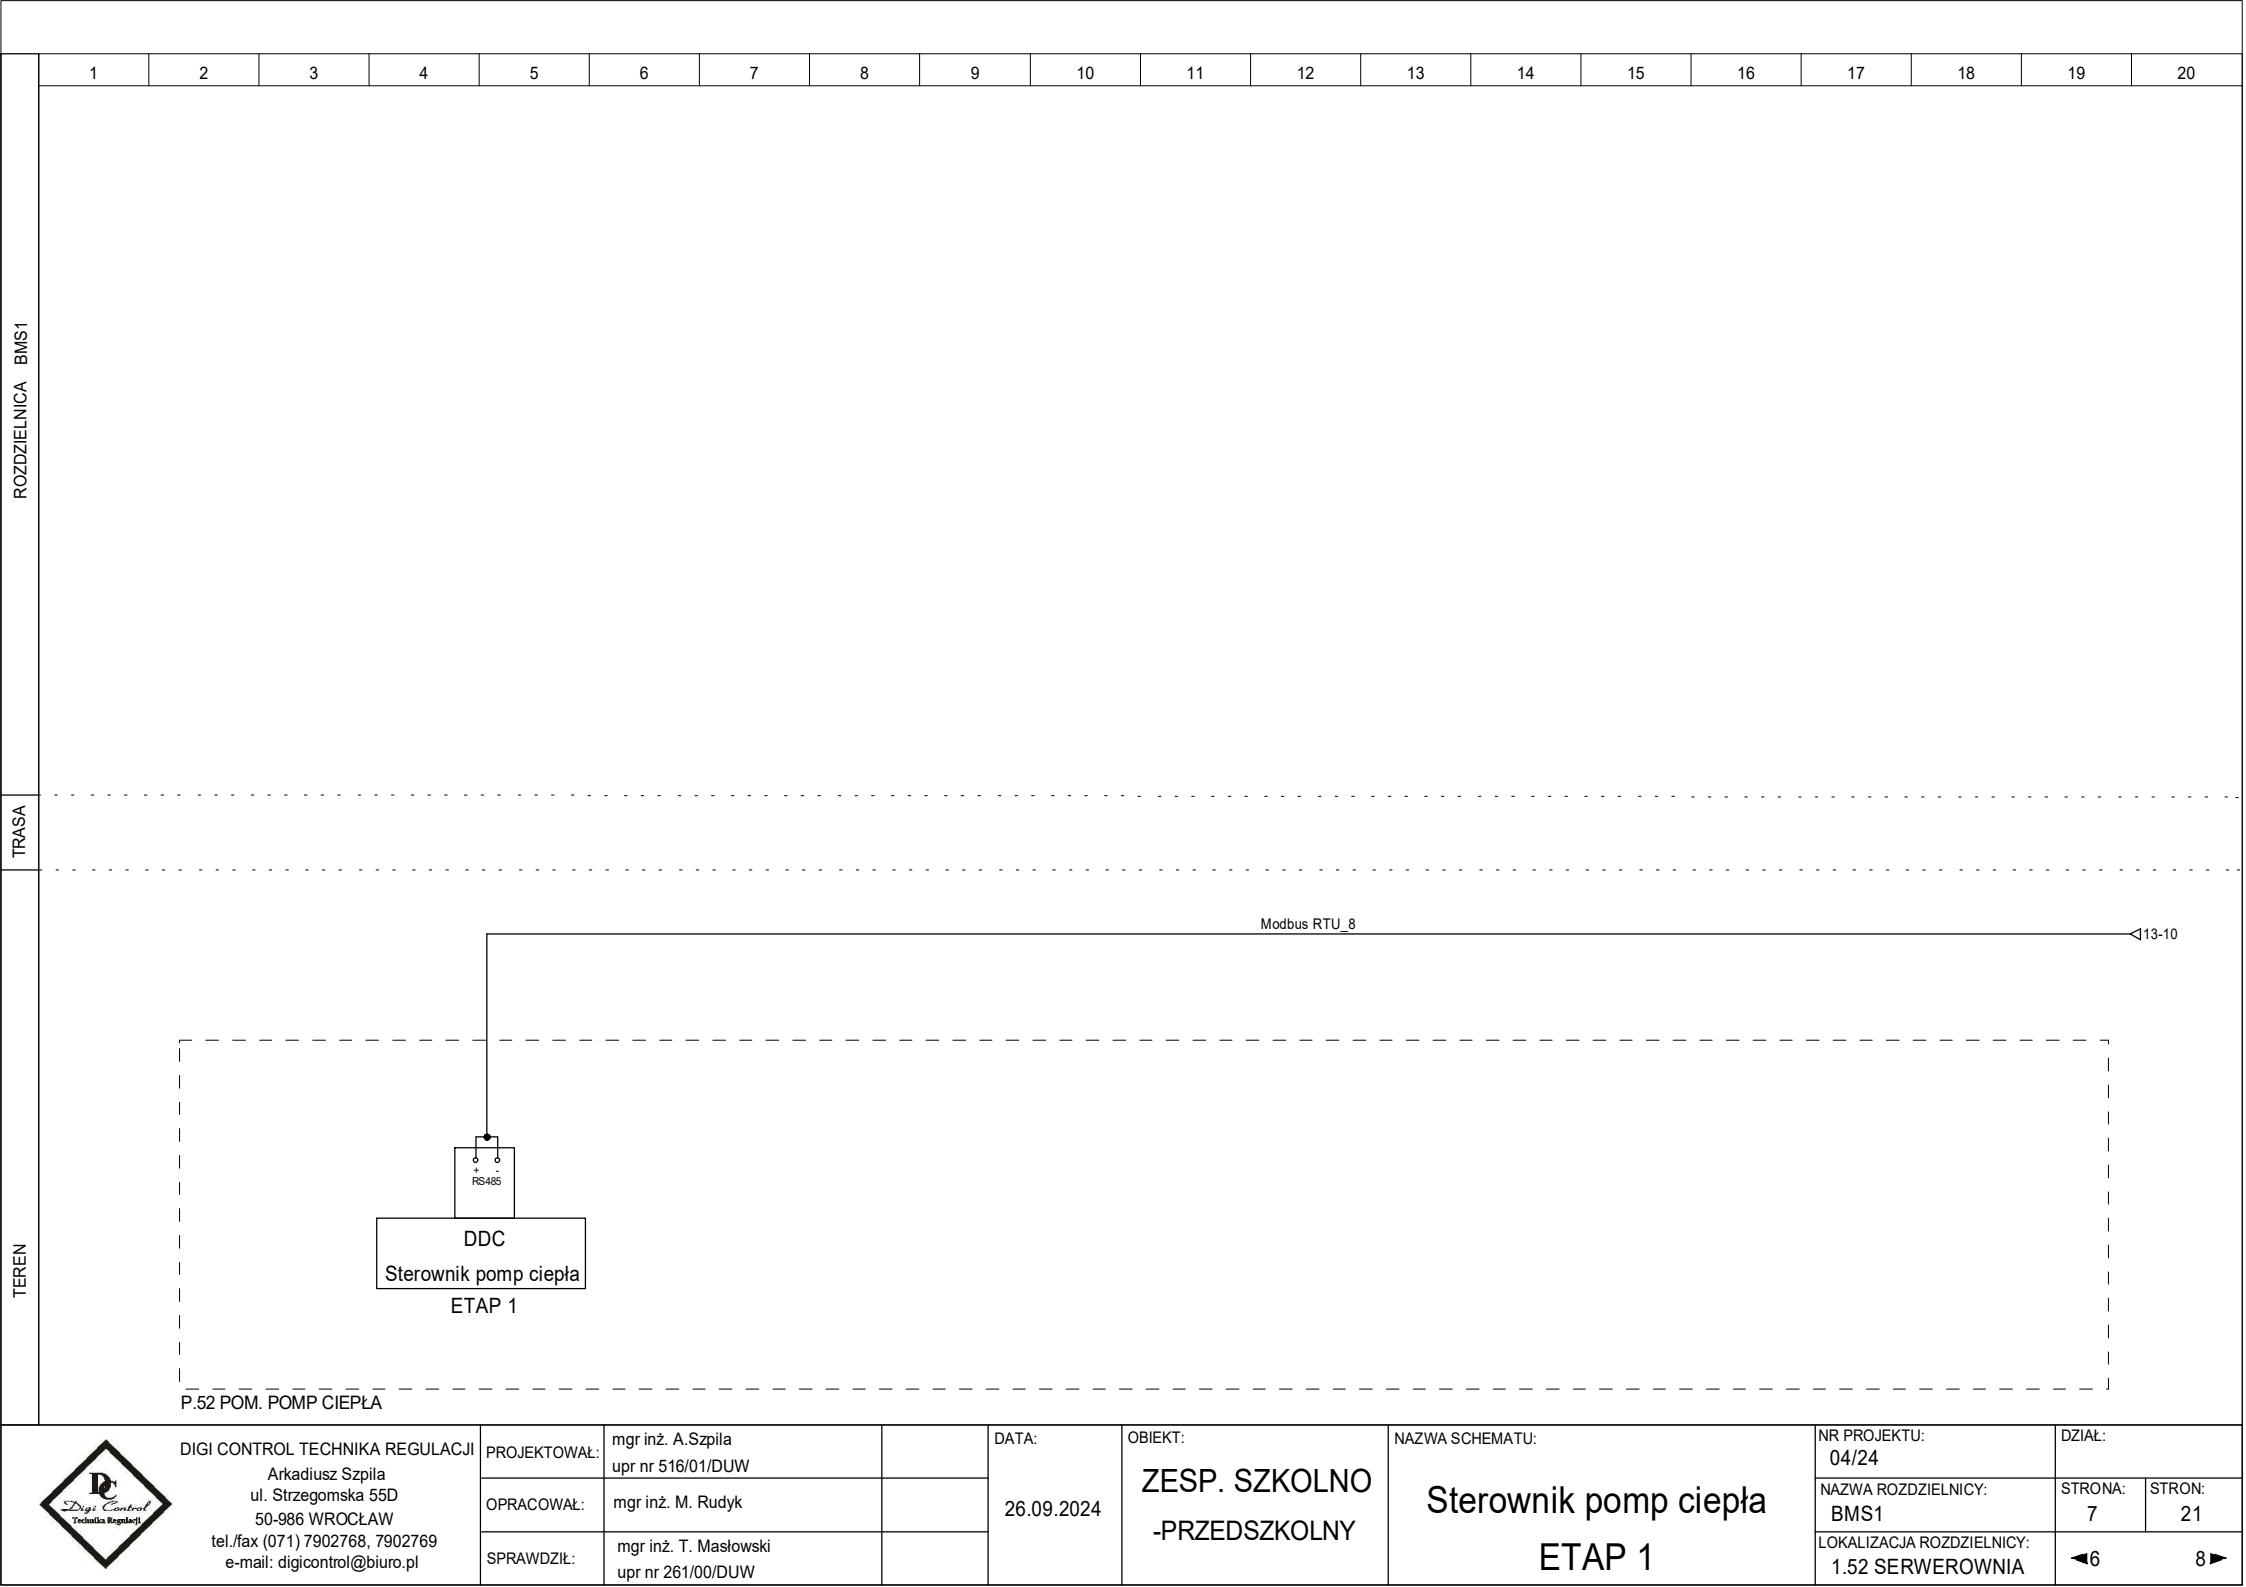 1 2 3 4 5 6 7 8 9 10 11 12 13 14 15 16 17 18 19 20
ROZDZIELNICA BMS1
TRASA
TEREN
Modbus RTU_8
13-10
+ -
RS485
DDC
Sterownik pomp ciepła
ETAP 1
P.52 POM. POMP CIEPŁA
DC
Digi Control
Technika Regulacji
DIGI CONTROL TECHNIKA REGULACJI
Arkadiusz Szpila
ul. Strzegomska 55D
50-986 WROCŁAW
tel./fax (071) 7902768, 7902769
e-mail: digicontrol@biuro.pl
PROJEKTOWAŁ:
mgr inż. A.Szpila
upr nr 516/01/DUW
OPRACOWAŁ:
mgr inż. M. Rudyk
SPRAWDZIŁ:
mgr inż. T. Masłowski
upr nr 261/00/DUW
DATA:
26.09.2024
OBIEKT:
ZESP. SZKOLNO
-PRZEDSZKOLNY
NAZWA SCHEMATU:
Sterownik pomp ciepła
ETAP 1
NR PROJEKTU:
04/24
NAZWA ROZDZIELNICY:
BMS1
LOKALIZACJA ROZDZIELNICY:
1.52 SERWEROWNIA
DZIAŁ:
STRONA:
7
STRON:
21
6
8